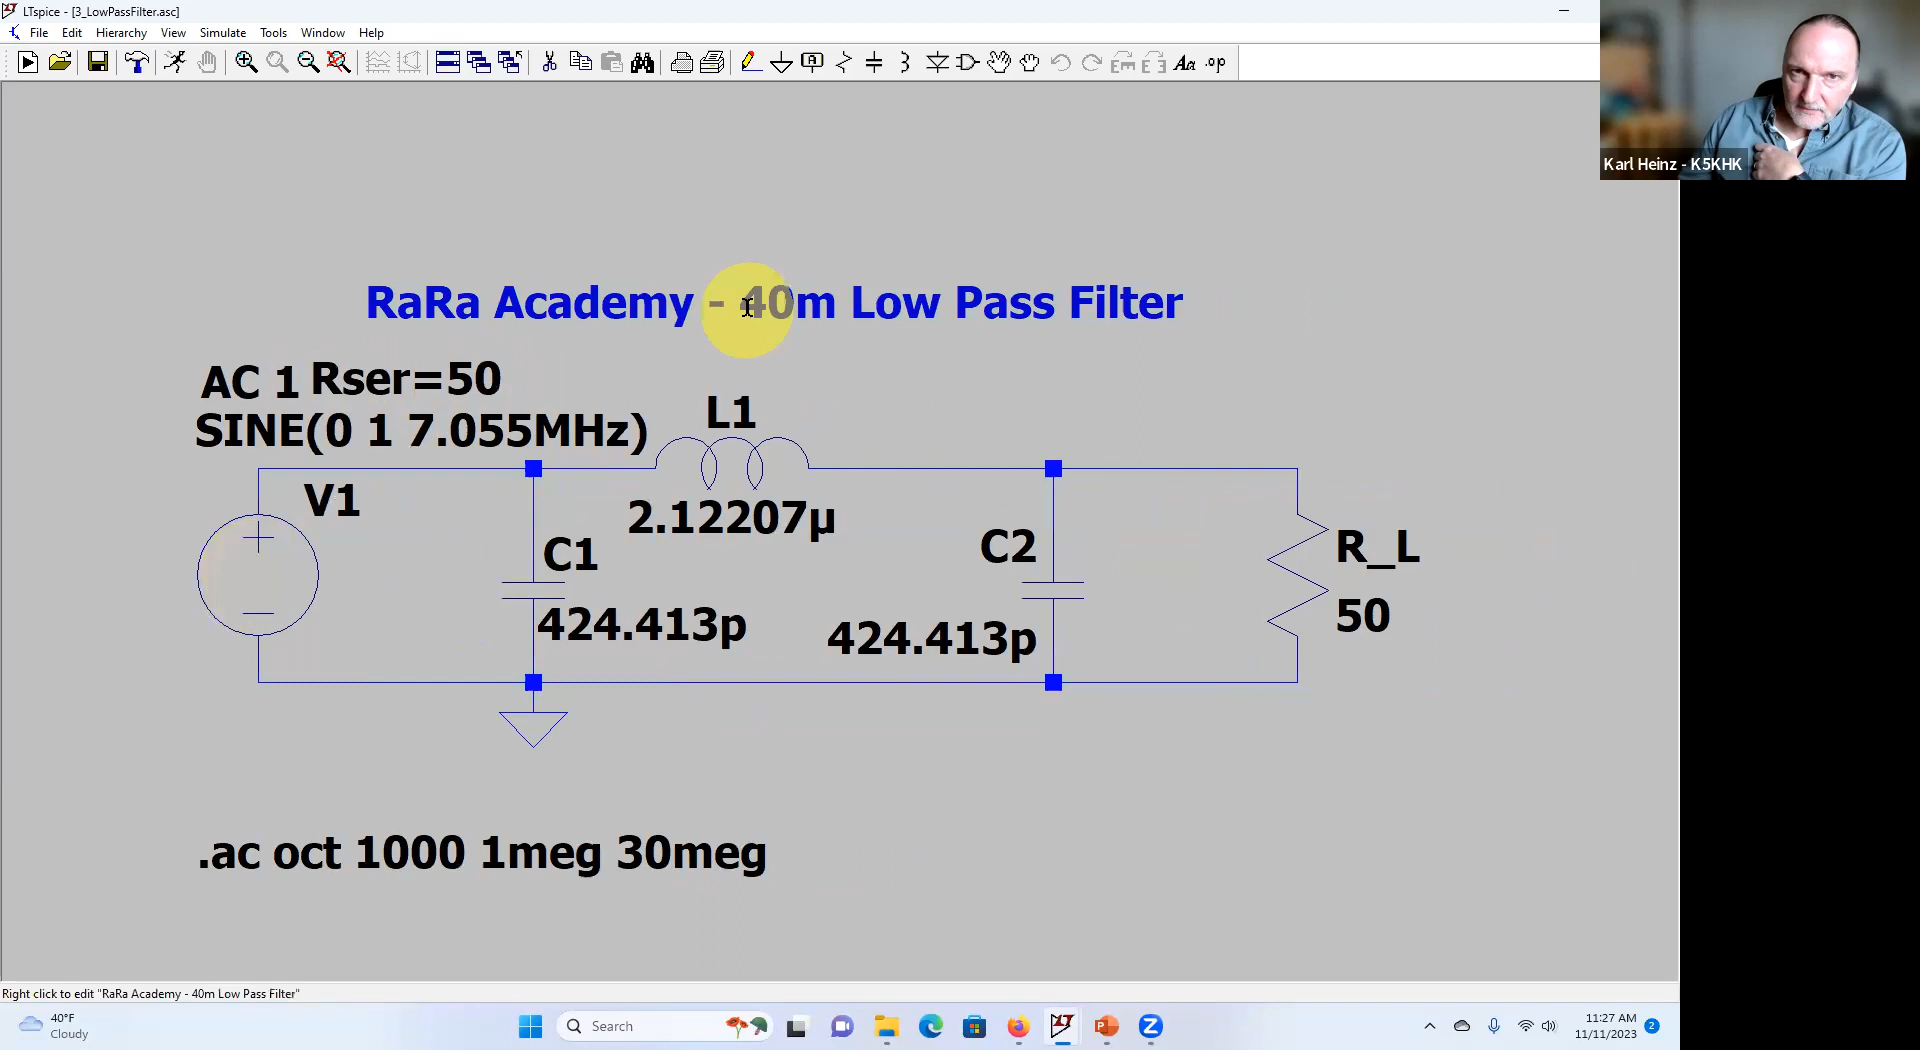 LTspice - [3_LowPassFilter.asc]
File Edit Hierarchy View Simulate Tools Window Help
Aa .op
Karl Heinz - K5KHK
RaRa Academy - 40m Low Pass Filter
AC 1 Rser=50
SINE(0 1 7.055MHz)
L1
V1
2.12207µ
C1
C2
R_L
424.413p
424.413p
50
.ac oct 1000 1meg 30meg
Right click to edit "RaRa Academy - 40m Low Pass Filter"
40°F
Cloudy
Search
11:27 AM
11/11/2023
2